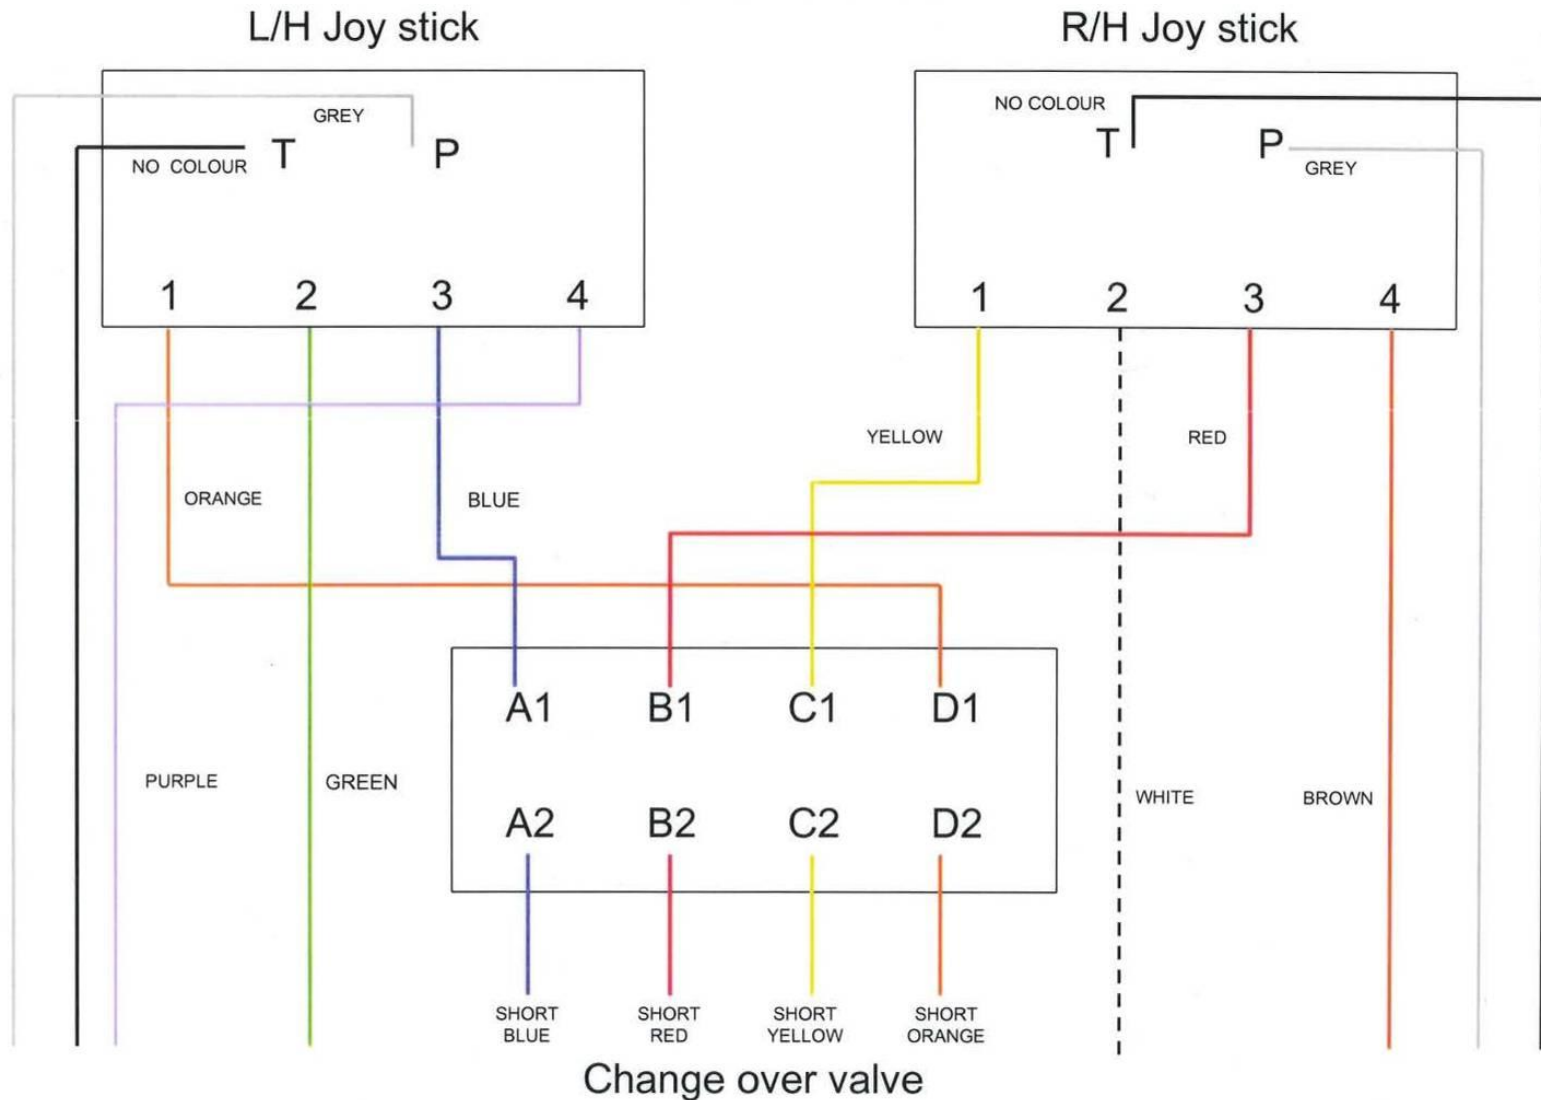 L/H Joy stick
R/H Joy stick
GREY
NO COLOUR
T
P
NO COLOUR
T
P
GREY
1 2 3 4
1 2 3 4
YELLOW
RED
ORANGE
BLUE
A1 B1 C1 D1
PURPLE
GREEN
WHITE
BROWN
A2 B2 C2 D2
SHORT
BLUE
SHORT
RED
SHORT
YELLOW
SHORT
ORANGE
Change over valve